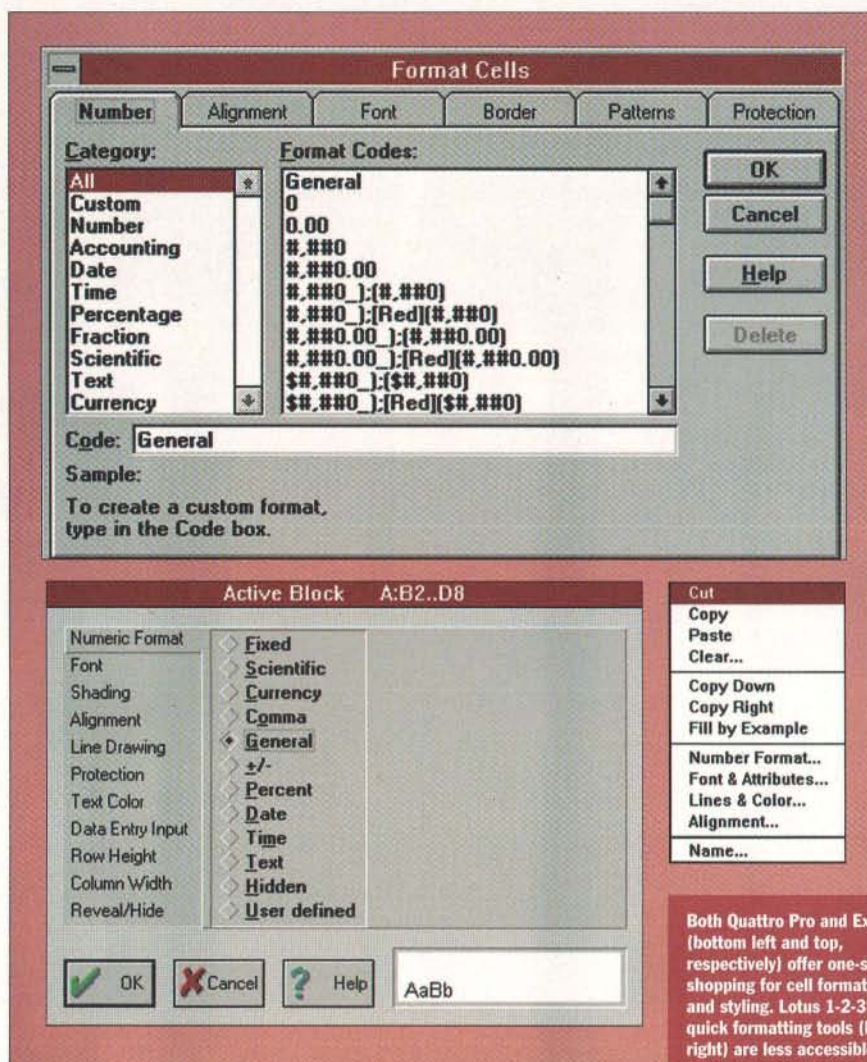 Format Cells
Number Alignment Font Border Patterns Protection
Category:
All
Custom
Number
Accounting
Date
Time
Percentage
Fraction
Scientific
Text
Currency
Format Codes:
General
0
0.00
#,##0
#,##0.00
#,##0_);(#,##0)
#,##0_);[Red](#,##0)
#,##0.00_);(#,##0.00)
#,##0.00_);[Red](#,##0.00)
$#,##0_);($#,##0)
$#,##0_);[Red]($#,##0)
OK
Cancel
Help
Delete
Code: General
Sample:
To create a custom format,
type in the Code box.
Active Block A:B2..D8
Numeric Format
Font
Shading
Alignment
Line Drawing
Protection
Text Color
Data Entry Input
Row Height
Column Width
Reveal/Hide
Fixed
Scientific
Currency
Comma
General
+/-
Percent
Date
Time
Text
Hidden
User defined
OK Cancel ? Help AaBb
Cut
Copy
Paste
Clear...
Copy Down
Copy Right
Fill by Example
Number Format...
Font & Attributes...
Lines & Color...
Alignment...
Name...
Both Quattro Pro and
(bottom left and top,
respectively) offer
shopping for cell
and styling. Lotus 1-2-3
quick formatting tools
right) are less